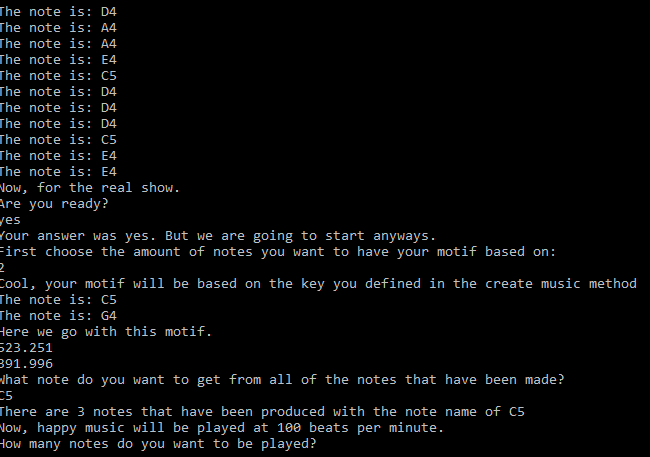 The note is: D4
The note is: A4
The note is: A4
The note is: E4
The note is: C5
The note is: D4
The note is: D4
The note is: D4
The note is: C5
The note is: E4
The note is: E4
Now, for the real show.
Are you ready?
yes
Your answer was yes. But we are going to start anyways.
First choose the amount of notes you want to have your motif based on:
2
Cool, your motif will be based on the key you defined in the create music method
The note is: C5
The note is: G4
Here we go with this motif.
523.251
391.996
What note do you want to get from all of the notes that have been made?
C5
There are 3 notes that have been produced with the note name of C5
Now, happy music will be played at 100 beats per minute.
How many notes do you want to be played?